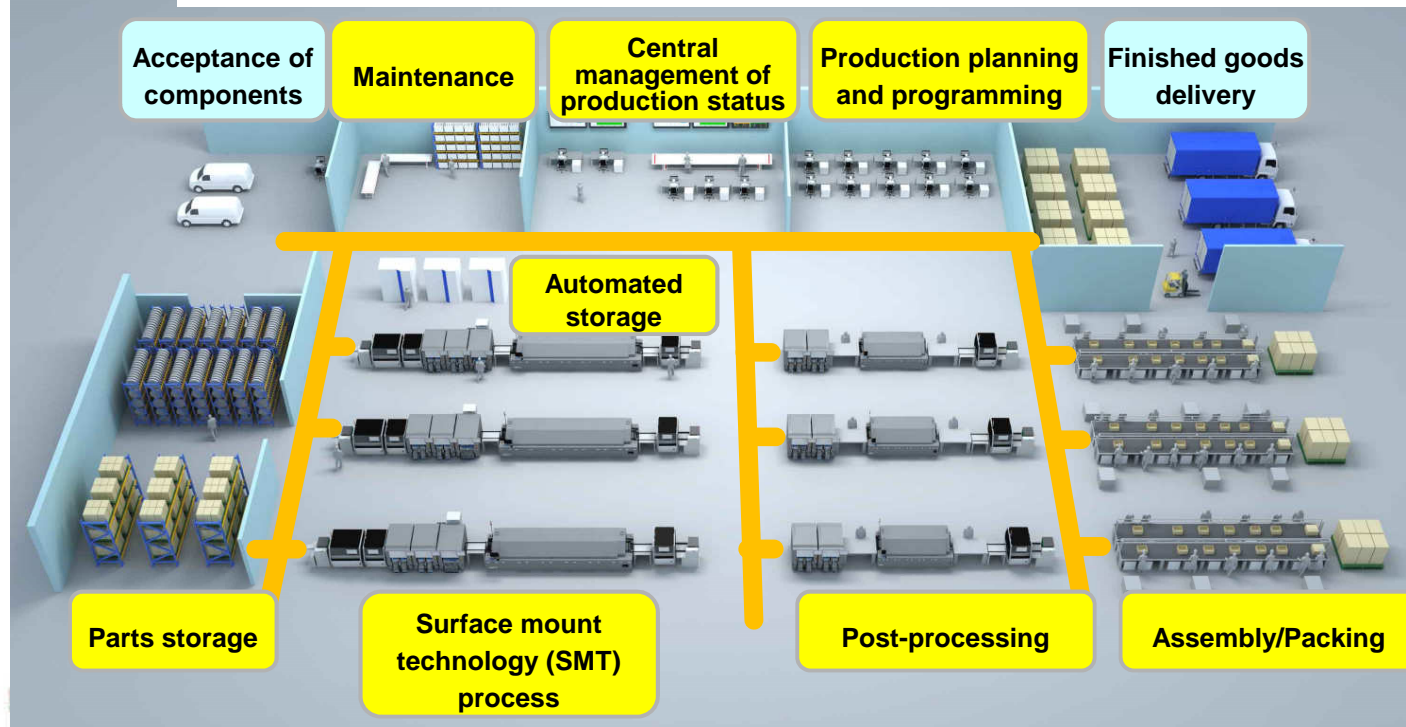 Acceptance of
components
Maintenance
Central
management of
production status
Production planning
and programming
Finished goods
delivery
Automated
storage
Parts storage
Surface mount
technology (SMT)
process
Post-processing
Assembly/Packing